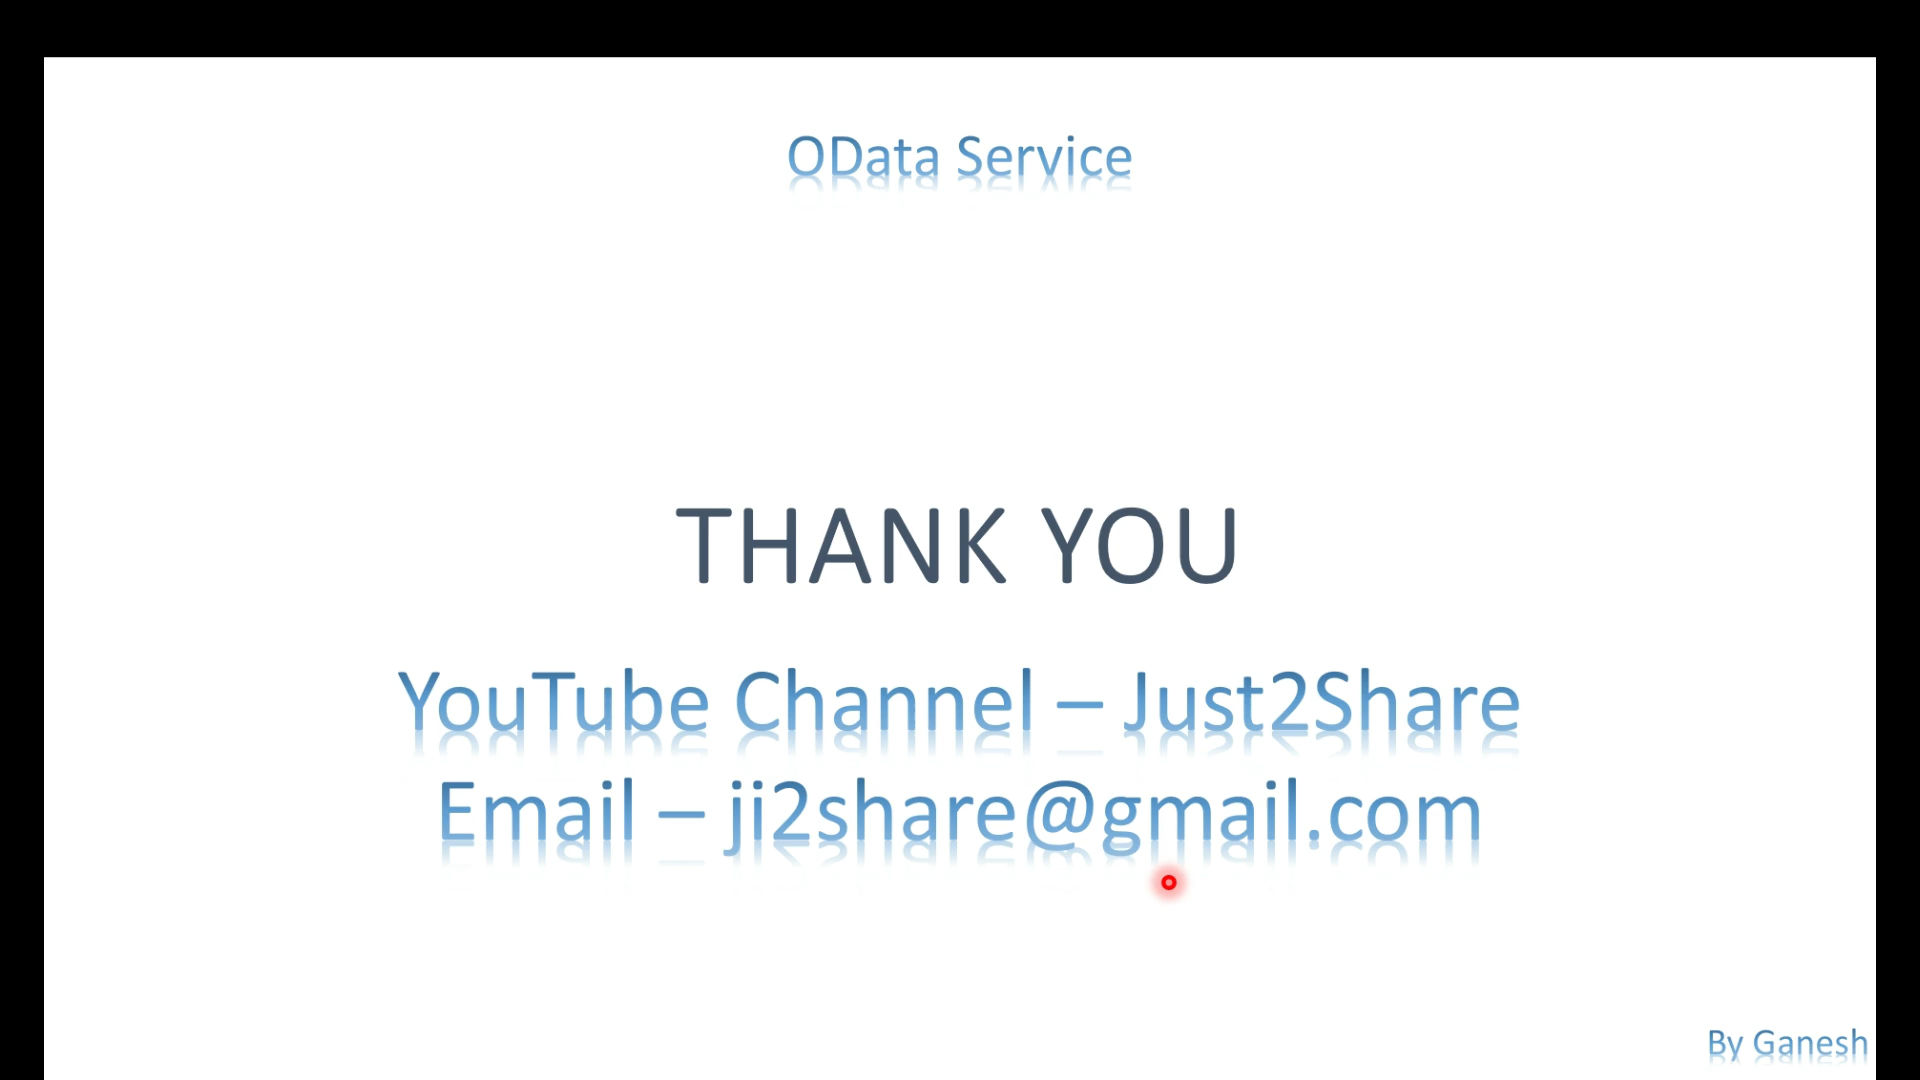 OData Service
THANK YOU
YouTube Channel – Just2Share
Email – ji2share@gmail.com
By Ganesh